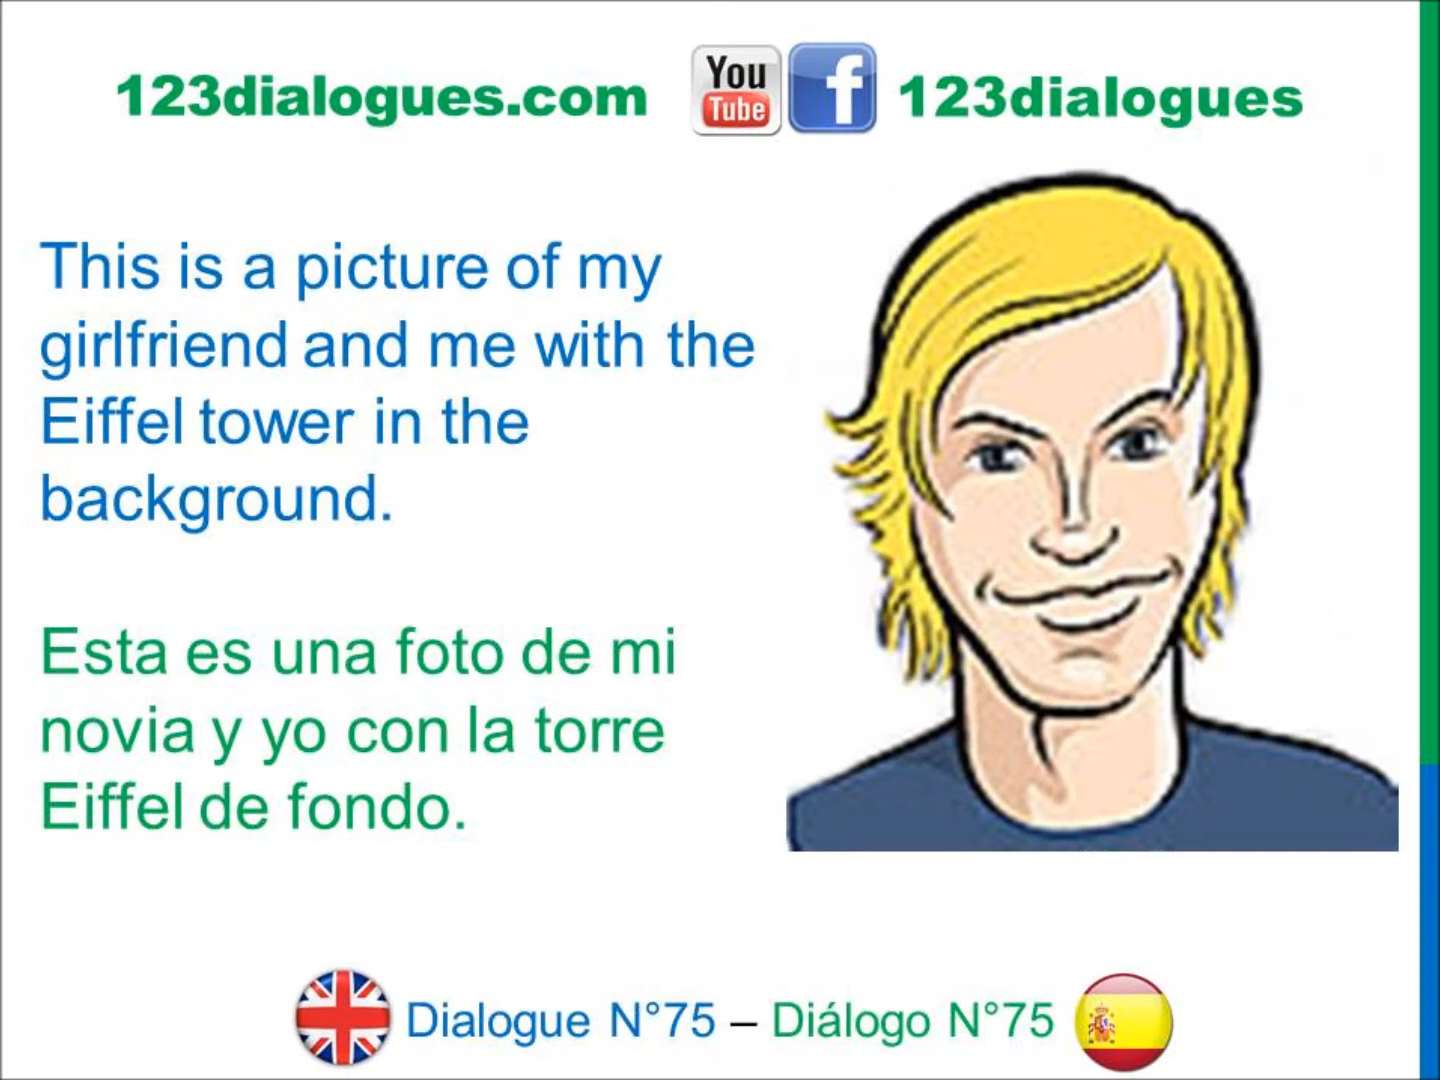 123dialogues.com You Tube f 123dialogues
This is a picture of my
girlfriend and me with the
Eiffel tower in the
background.
Esta es una foto de mi
novia y yo con la torre
Eiffel de fondo.
Dialogue N°75 – Diálogo N°75